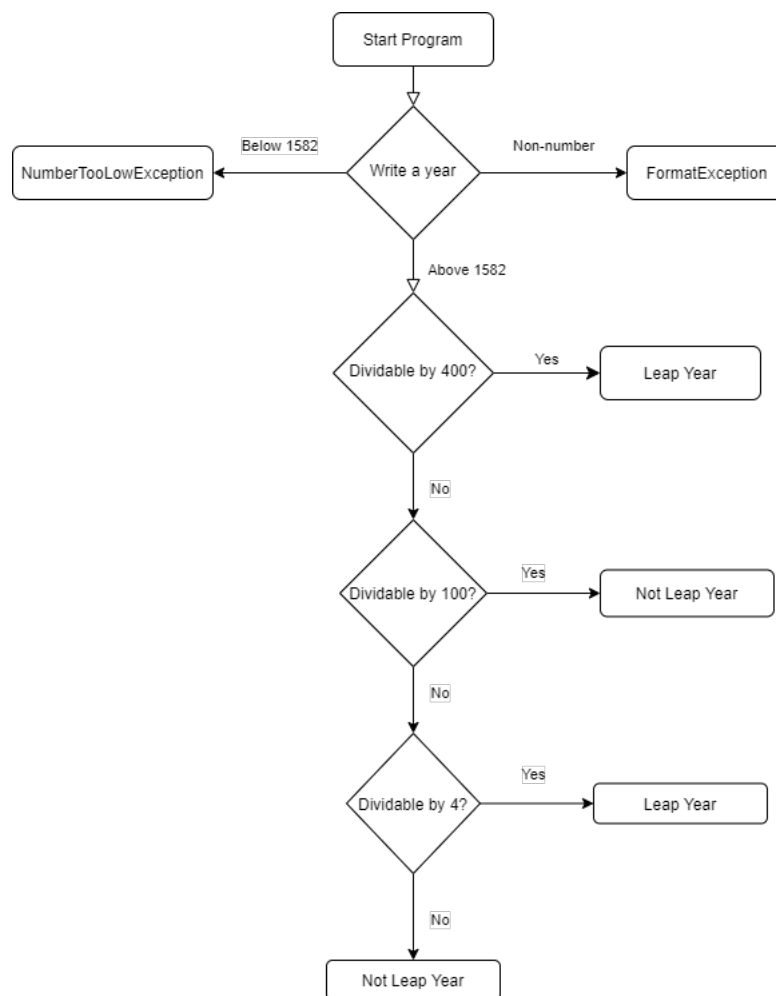 Start Program
Below 1582
Non-number
NumberTooLowException
Write a year
FormatException
Above 1582
Dividable by 400?
Yes
Leap Year
No
Dividable by 100?
Yes
Not Leap Year
No
Dividable by 4?
Yes
Leap Year
No
Not Leap Year